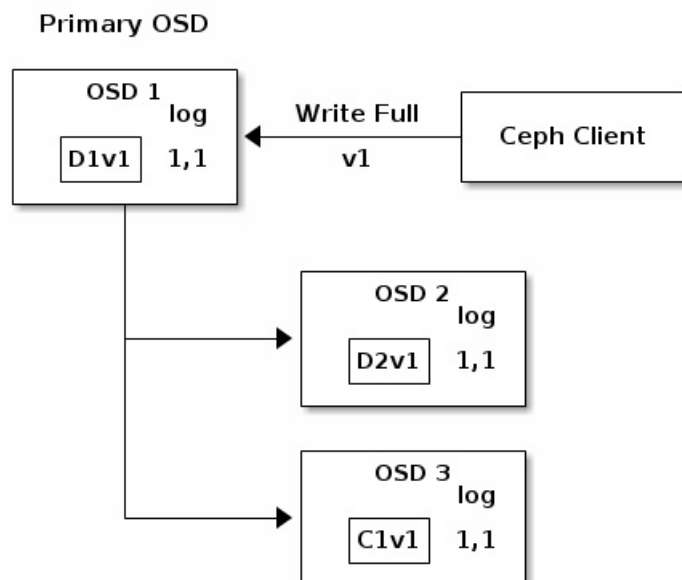 Primary OSD
OSD 1
log
D1v1 1,1
Write Full
v1
Ceph Client
OSD 2
log
D2v1 1,1
OSD 3
log
C1v1 1,1